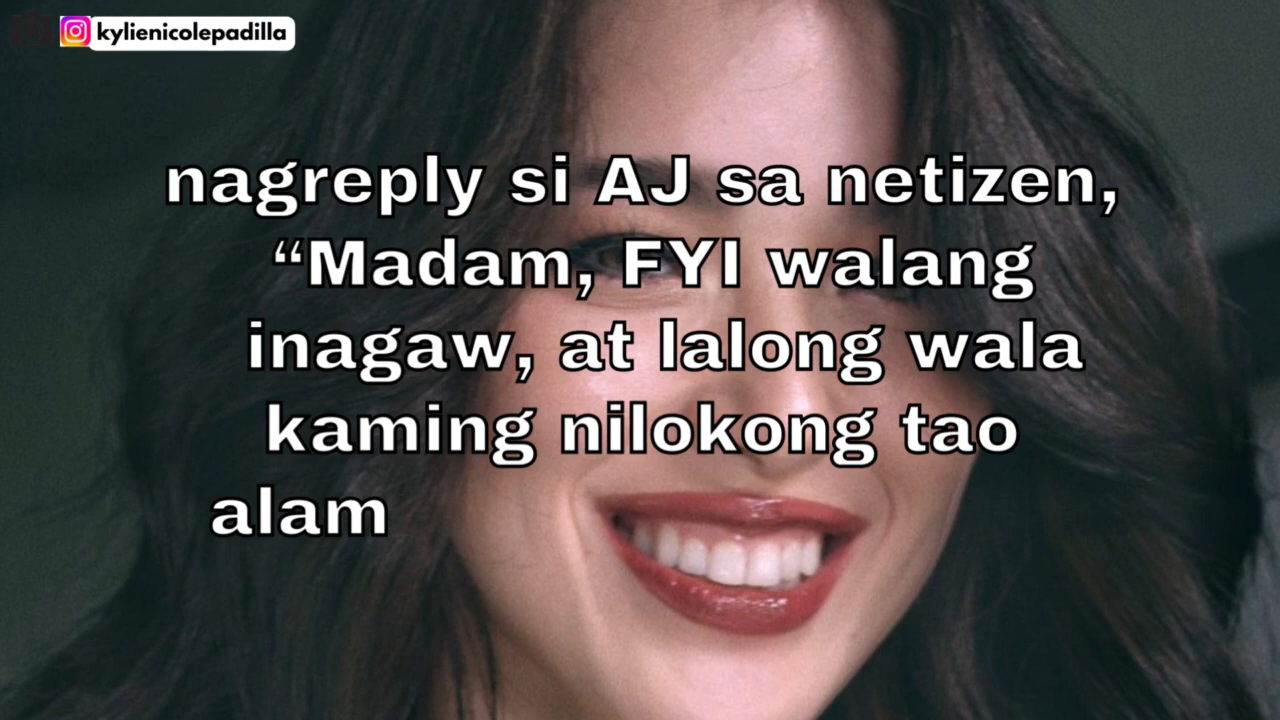 kylienicolepadilla
nagreply si AJ sa netizen,
“Madam, FYI walang
inagaw, at lalong wala
kaming nilokong tao
alam